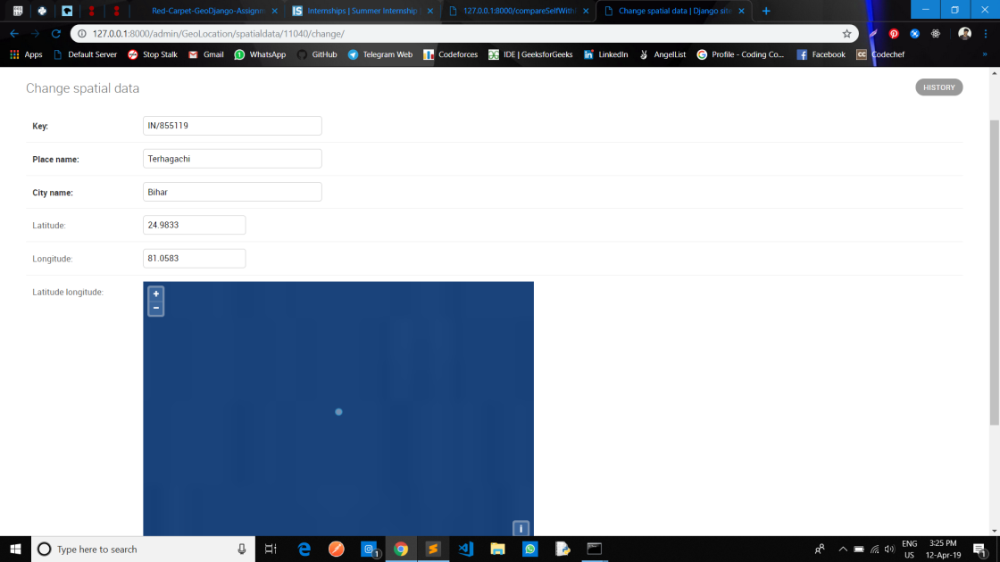 Red-Carpet-GeoDjango-Assignm
IS Internships | Summer Internship
127.0.0.1:8000/compareSelfWith
Change spatial data | Django site
127.0.0.1:8000/admin/GeoLocation/spatialdata/11040/change/
Apps Default Server Stop Stalk Gmail WhatsApp GitHub Telegram Web Codeforces IDE | GeeksforGeeks LinkedIn AngelList Profile - Coding Co... Facebook CC Codechef »
Change spatial data
HISTORY
Key: IN/855119
Place name: Terhagachi
City name: Bihar
Latitude: 24.9833
Longitude: 81.0583
Latitude longitude:
+
−
i
Type here to search
1
ENG
US
3:25 PM
12-Apr-19
1